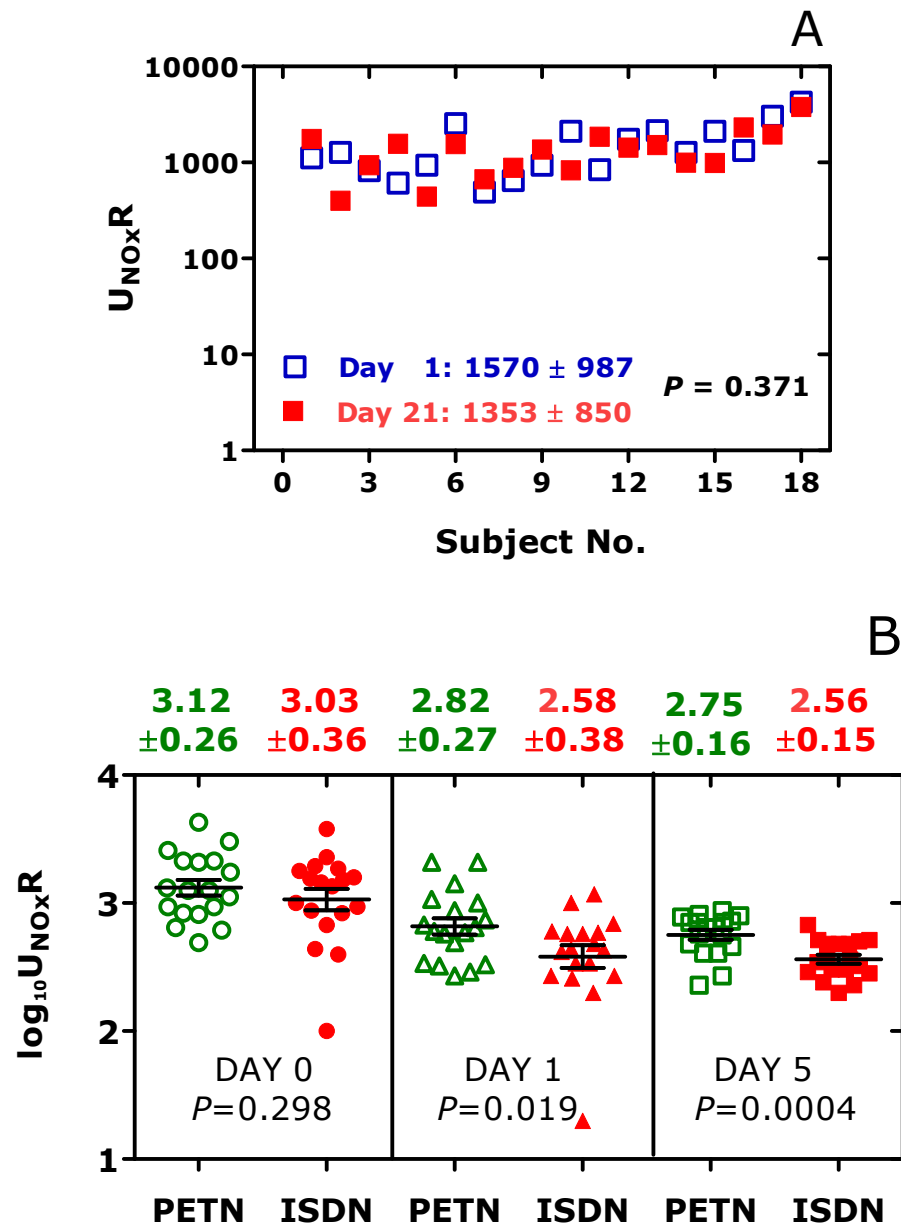 A
10000
1000
100
10
1
UNOxR
Day 1: 1570 ± 987
Day 21: 1353 ± 850
P = 0.371
0 3 6 9 12 15 18
Subject No.
B
3.12 3.03 2.82 2.58 2.75 2.56
±0.26 ±0.36 ±0.27 ±0.38 ±0.16 ±0.15
4
3
2
1
log₁₀UNOxR
DAY 0 DAY 1 DAY 5
P=0.298 P=0.019 P=0.0004
PETN ISDN PETN ISDN PETN ISDN